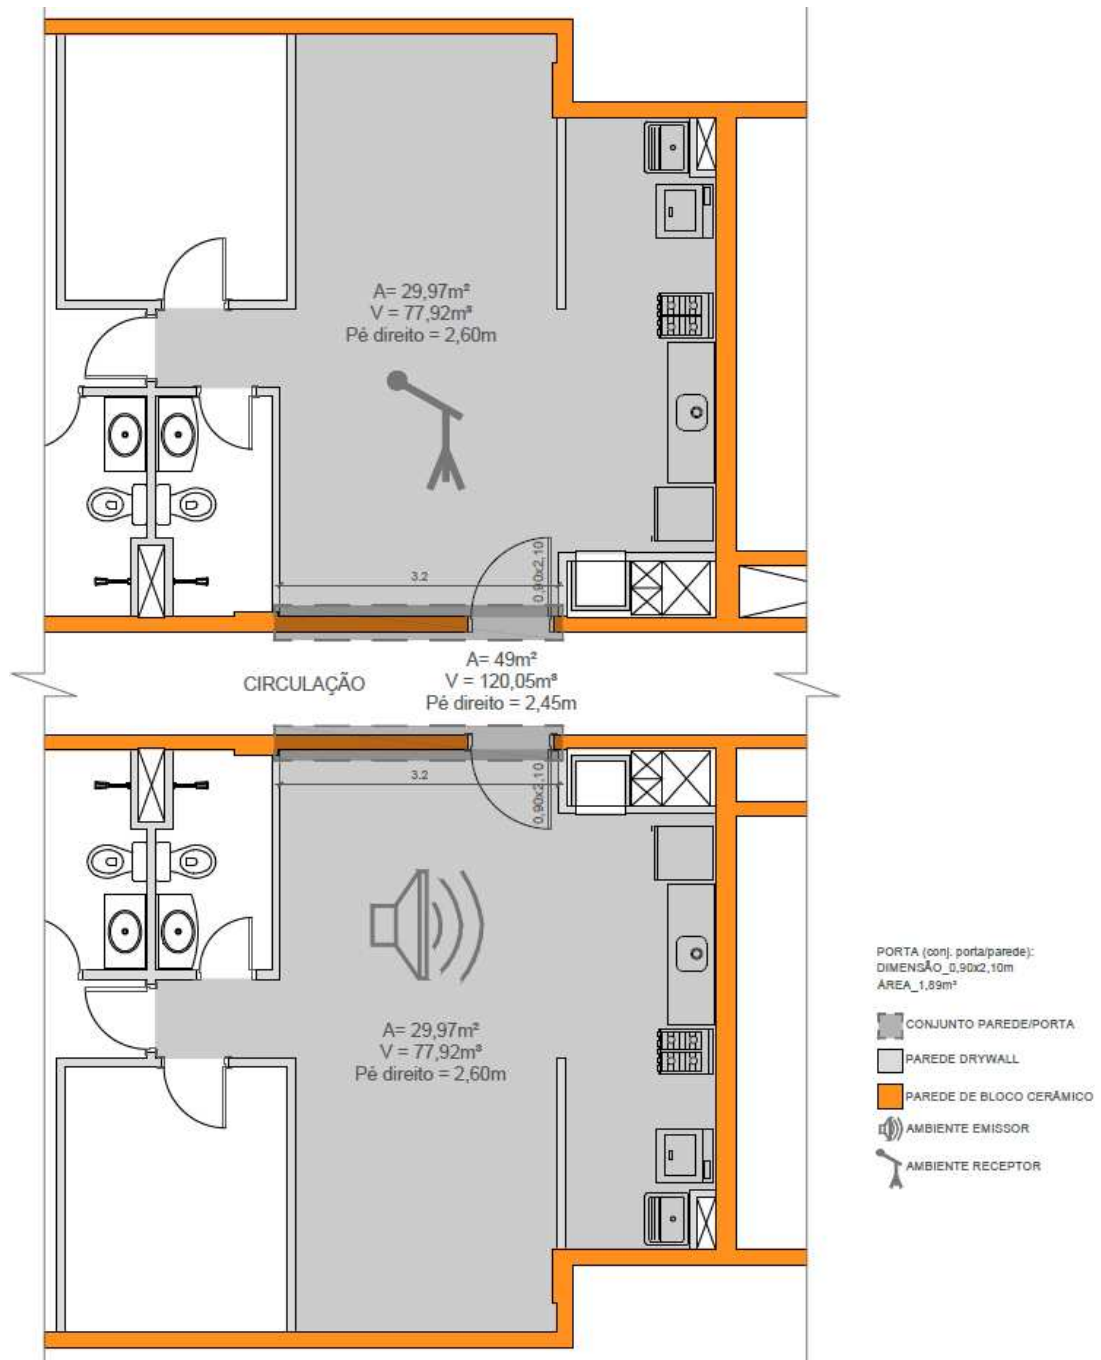 A= 29,97m²
V = 77,92m³
Pé direito = 2,60m
0,90x2,10
3.2
CIRCULAÇÃO
A= 49m²
V = 120,05m³
Pé direito = 2,45m
3.2
0,90x2,10
A= 29,97m²
V = 77,92m³
Pé direito = 2,60m
PORTA (conj. porta/parede):
DIMENSÃO_0,90x2,10m
ÁREA_1,89m²
CONJUNTO PAREDE/PORTA
PAREDE DRYWALL
PAREDE DE BLOCO CERÂMICO
AMBIENTE EMISSOR
AMBIENTE RECEPTOR